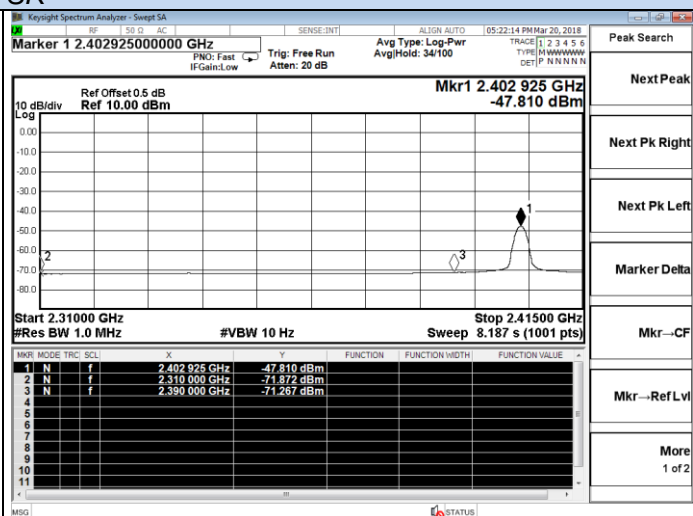 Keysight Spectrum Analyzer - Swept SA
RF 50 Ω AC SENSE:INT ALIGN AUTO 05:22:14 PM Mar 20, 2018
Marker 1 2.402925000000 GHz
PNO: Fast
IFGain:Low
Trig: Free Run
Atten: 20 dB
Avg Type: Log-Pwr
Avg|Hold: 34/100
TRACE 1 2 3 4 5 6
TYPE M WWWWW
DET P N N N N N
Ref Offset 0.5 dB
10 dB/div Ref 10.00 dBm
Log
Mkr1 2.402 925 GHz
-47.810 dBm
0.00
-10.0
-20.0
-30.0
-40.0
-50.0
-60.0
-70.0
-80.0
1
2
3
Start 2.31000 GHz Stop 2.41500 GHz
#Res BW 1.0 MHz #VBW 10 Hz Sweep 8.187 s (1001 pts)
MKR MODE TRC SCL X Y FUNCTION FUNCTION WIDTH FUNCTION VALUE
1 N f 2.402 925 GHz -47.810 dBm
2 N f 2.310 000 GHz -71.872 dBm
3 N f 2.390 000 GHz -71.267 dBm
4
5
6
7
8
9
10
11
MSG STATUS
Peak Search
Next Peak
Next Pk Right
Next Pk Left
Marker Delta
Mkr→CF
Mkr→Ref Lvl
More
1 of 2